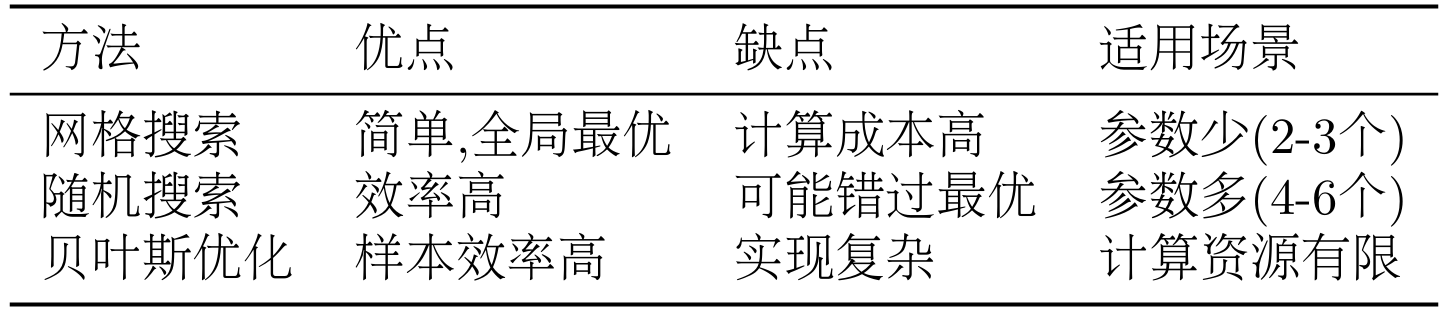 方法 优点 缺点 适用场景
网格搜索 简单,全局最优 计算成本高 参数少(2-3个)
随机搜索 效率高 可能错过最优 参数多(4-6个)
贝叶斯优化 样本效率高 实现复杂 计算资源有限